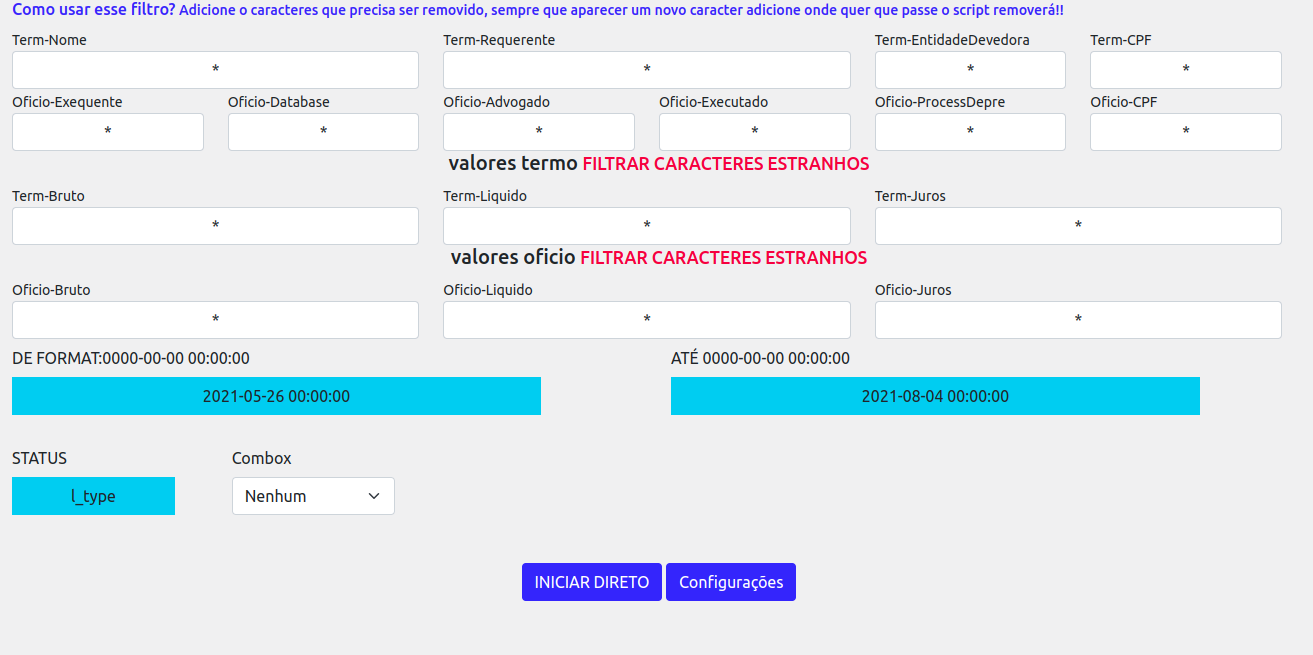 Como usar esse filtro? Adicione o caracteres que precisa ser removido, sempre que aparecer um novo caracter adicione onde quer que passe o script removerá!!
Term-Nome Term-Requerente Term-EntidadeDevedora Term-CPF
* * * *
Oficio-Exequente Oficio-Database Oficio-Advogado Oficio-Executado Oficio-ProcessDepre Oficio-CPF
* * * * * *
valores termo FILTRAR CARACTERES ESTRANHOS
Term-Bruto Term-Liquido Term-Juros
* * *
valores oficio FILTRAR CARACTERES ESTRANHOS
Oficio-Bruto Oficio-Liquido Oficio-Juros
* * *
DE FORMAT:0000-00-00 00:00:00 ATÉ 0000-00-00 00:00:00
2021-05-26 00:00:00 2021-08-04 00:00:00
STATUS Combox
l_type Nenhum
INICIAR DIRETO Configurações